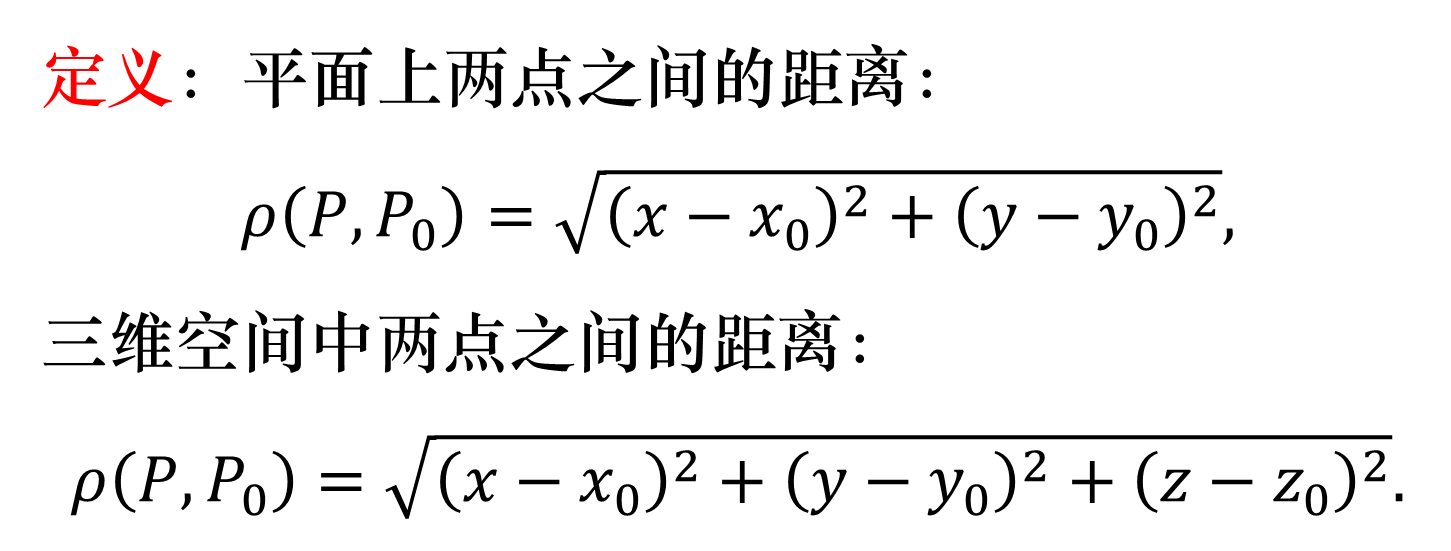 定义：平面上两点之间的距离：
ρ(P, P₀) = √((x − x₀)² + (y − y₀)²),
三维空间中两点之间的距离：
ρ(P, P₀) = √((x − x₀)² + (y − y₀)² + (z − z₀)²).